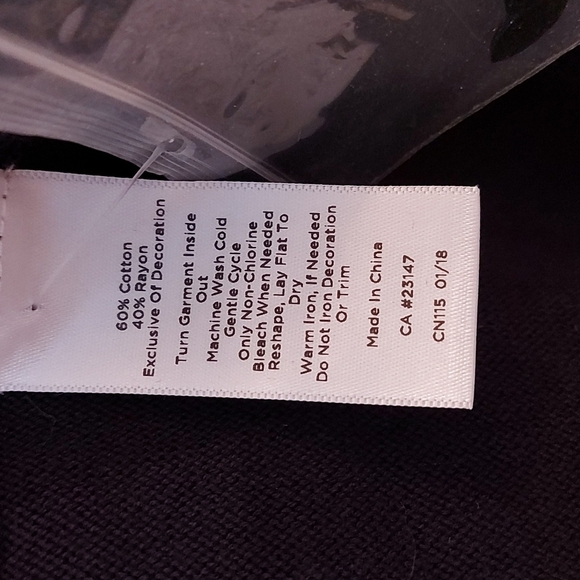 60% Cotton
40% Rayon
Exclusive Of Decoration
Turn Garment Inside
Out
Machine Wash Cold
Gentle Cycle
Only Non-Chlorine
Bleach When Needed
Reshape, Lay Flat To
Dry
Warm Iron, If Needed
Do Not Iron Decoration
Or Trim
Made In China
CA #23147
CN115 01/18